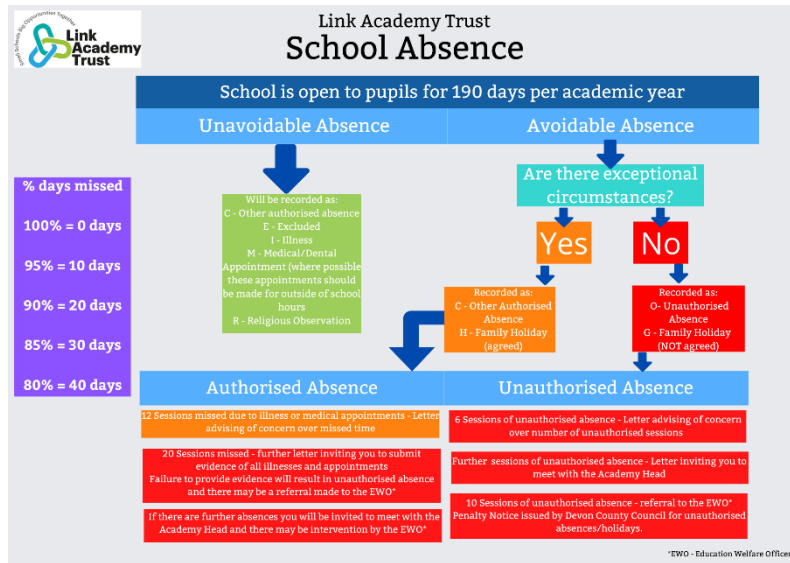 Small Schools Big Opportunities Together
Link
Academy
Trust
Link Academy Trust
School Absence
School is open to pupils for 190 days per academic year
Unavoidable Absence
Avoidable Absence
% days missed
100% = 0 days
95% = 10 days
90% = 20 days
85% = 30 days
80% = 40 days
Will be recorded as:
C - Other authorised absence
E - Excluded
I - Illness
M - Medical/Dental
Appointment (where possible
these appointments should
be made for outside of school
hours
R - Religious Observation
Are there exceptional
circumstances?
Yes
No
Recorded as:
C - Other Authorised
Absence
H - Family Holiday
(agreed)
Recorded as:
O- Unauthorised
Absence
G - Family Holiday
(NOT agreed)
Authorised Absence
Unauthorised Absence
12 Sessions missed due to illness or medical appointments - Letter
advising of concern over missed time
20 Sessions missed - further letter inviting you to submit
evidence of all illnesses and appointments
Failure to provide evidence will result in unauthorised absence
and there may be a referral made to the EWO*
If there are further absences you will be invited to meet with the
Academy Head and there may be intervention by the EWO*
6 Sessions of unauthorised absence - Letter advising of concern
over number of unauthorised sessions
Further sessions of unauthorised absence - Letter inviting you to
meet with the Academy Head
10 Sessions of unauthorised absence - referral to the EWO*
Penalty Notice issued by Devon County Council for unauthorised
absences/holidays.
*EWO - Education Welfare Officer